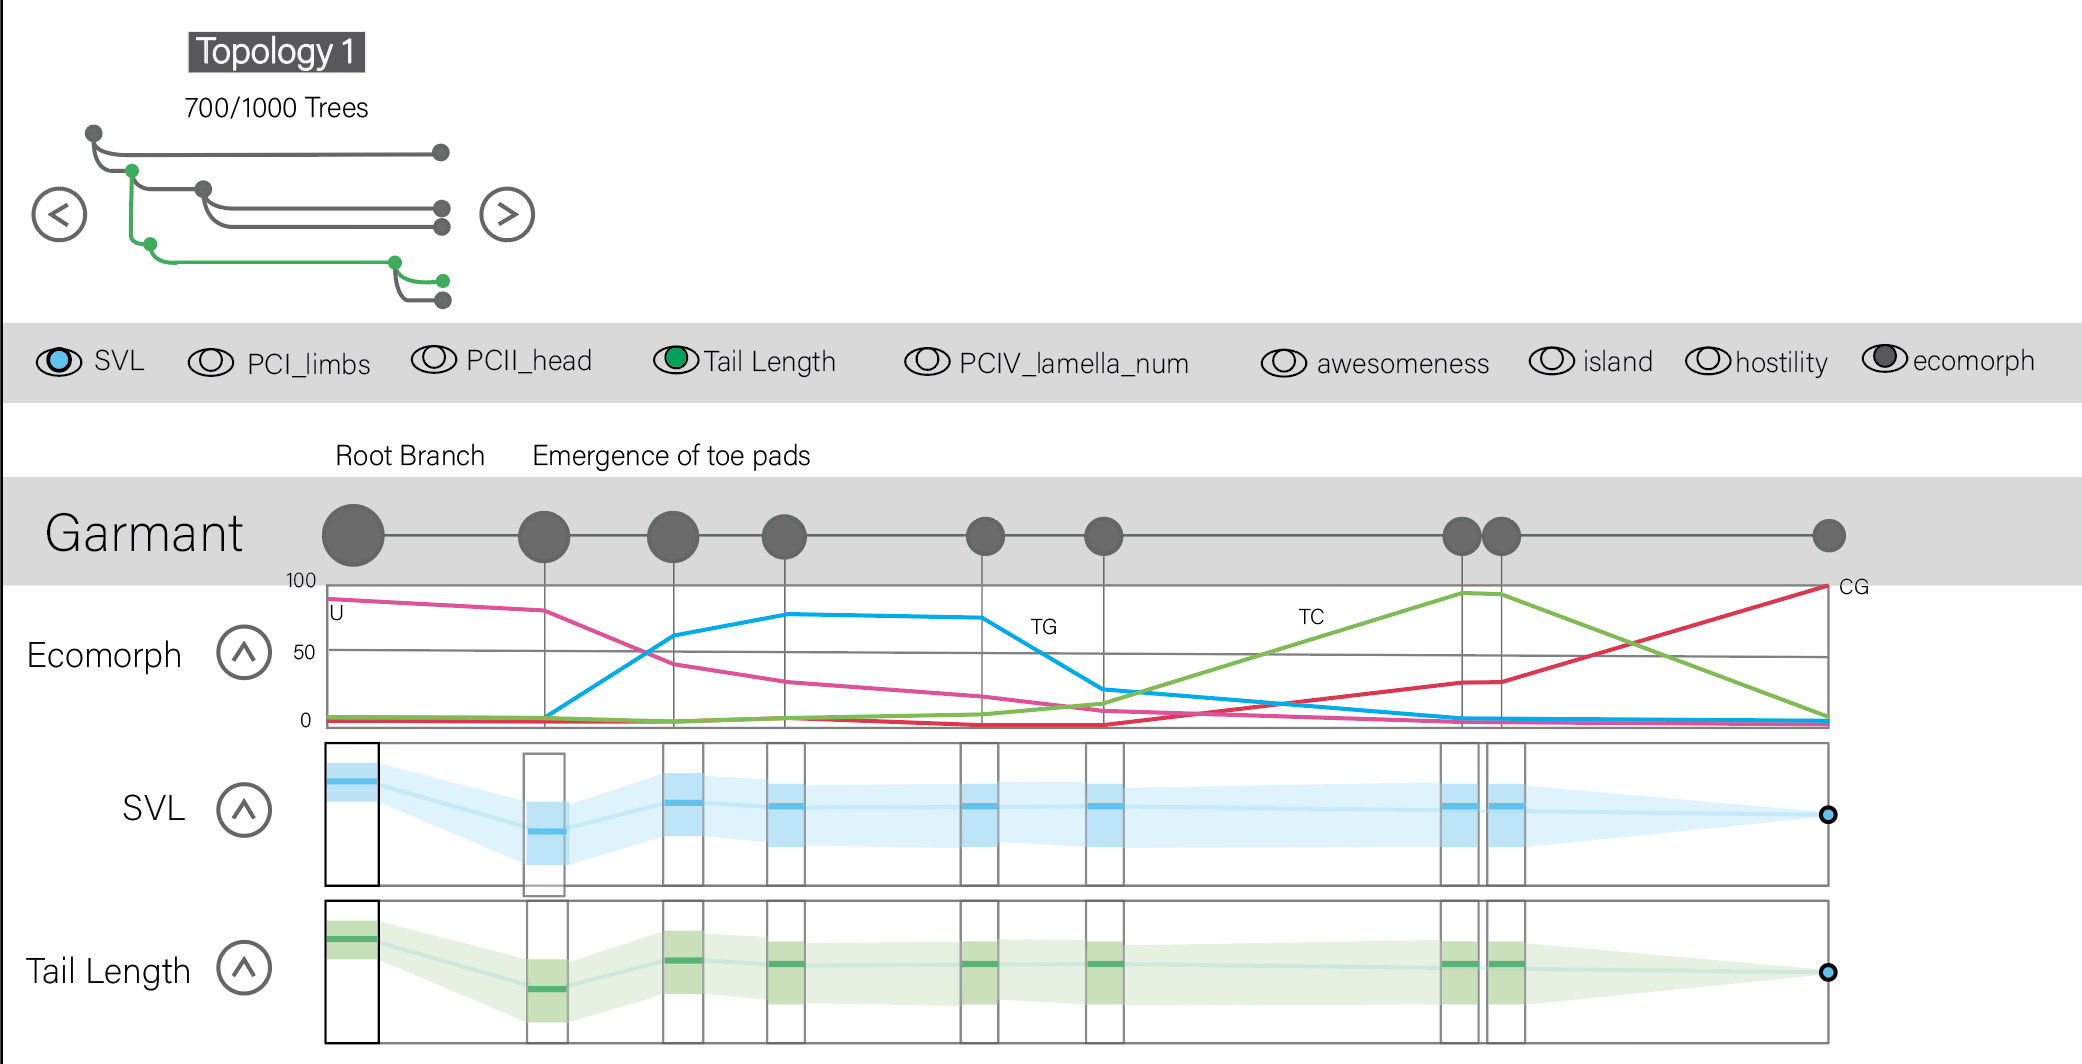 Topology 1
700/1000 Trees
<
>
SVL PCI_limbs PCII_head Tail Length PCIV_lamella_num awesomeness island hostility ecomorph
Root Branch Emergence of toe pads
Garmant
100
CG
U
TG
TC
Ecomorph
50
0
SVL
Tail Length